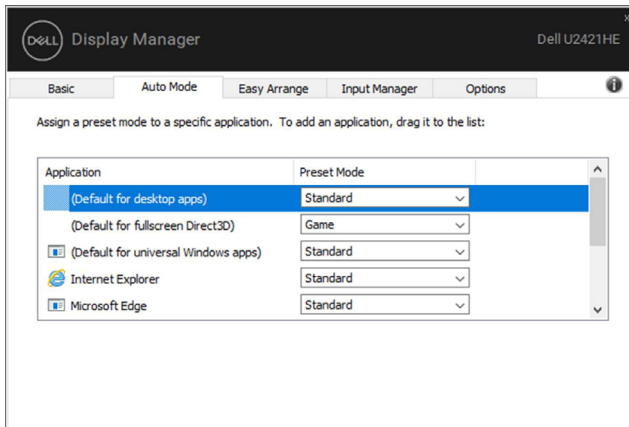 DELL Display Manager Dell U2421HE
Basic Auto Mode Easy Arrange Input Manager Options
Assign a preset mode to a specific application. To add an application, drag it to the list:
Application Preset Mode
(Default for desktop apps) Standard
(Default for fullscreen Direct3D) Game
(Default for universal Windows apps) Standard
Internet Explorer Standard
Microsoft Edge Standard